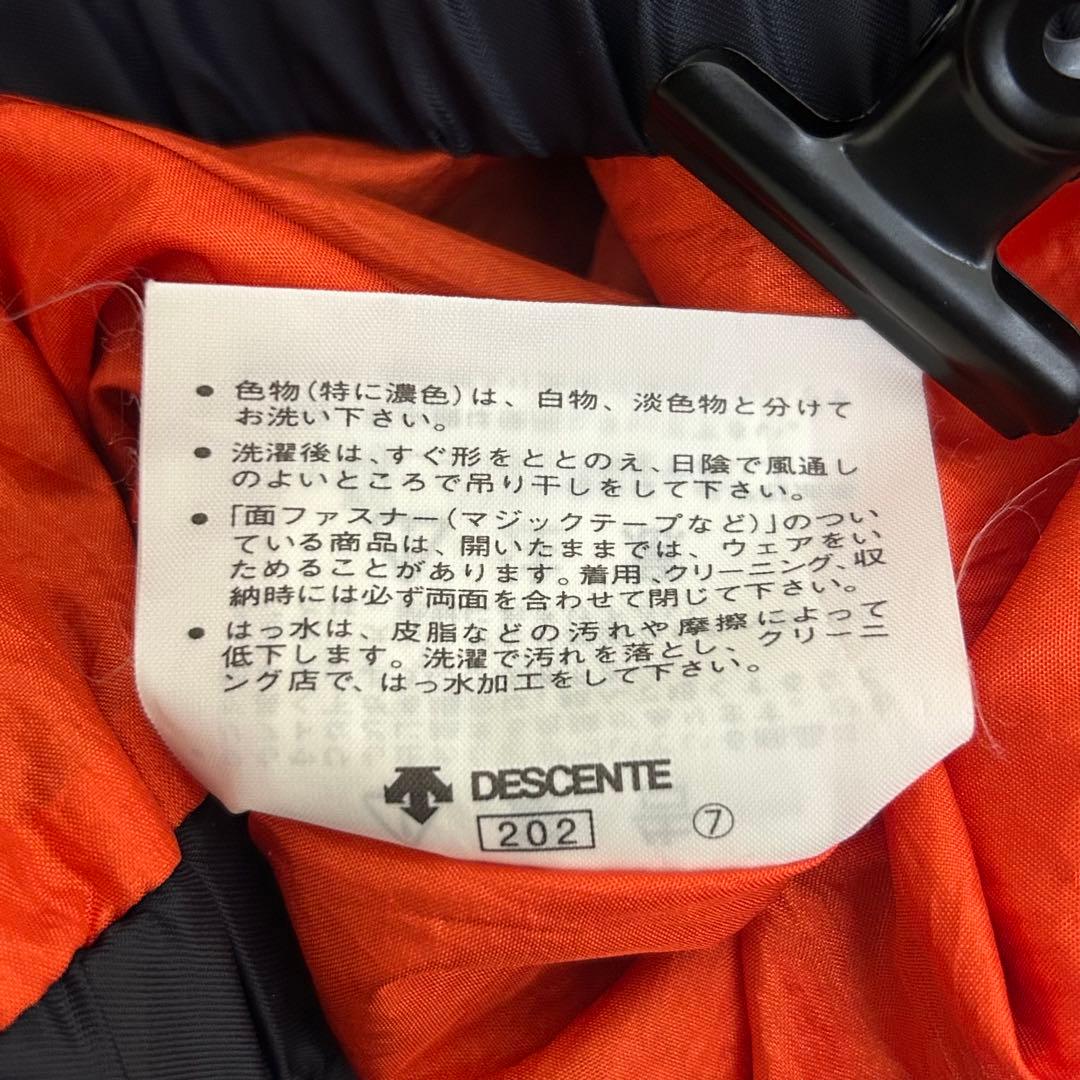 ● 色物(特に濃色)は、白物、淡色物と分けて
お洗い下さい。
● 洗濯後は、すぐ形をととのえ、日陰で風通し
のよいところで吊り干しをして下さい。
● 「面ファスナー(マジックテープなど)」のつい
ている商品は、開いたままでは、ウェアをい
ためることがあります。着用、クリーニング、収
納時には必ず両面を合わせて閉じて下さい。
● はっ水は、皮脂などの汚れや摩擦によって
低下します。洗濯で汚れを落とし、クリーニ
ング店で、はっ水加工をして下さい。
DESCENTE
202 ⑦